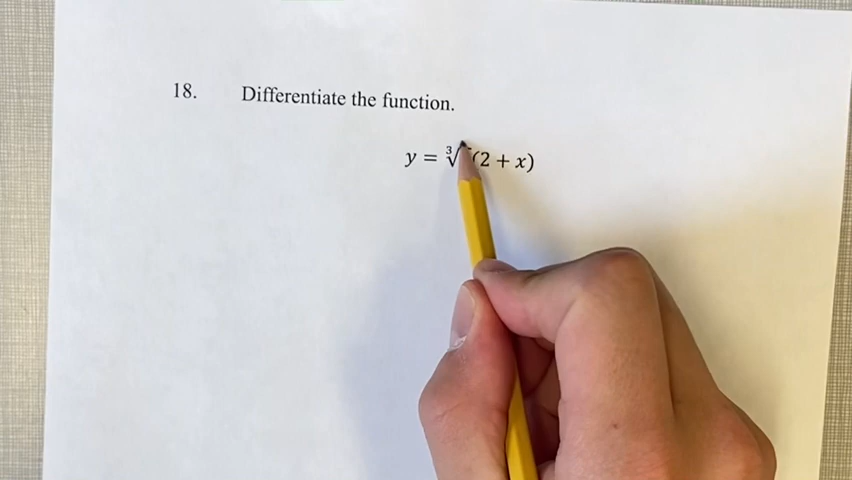 18. Differentiate the function.
y = ∛ (2 + x)